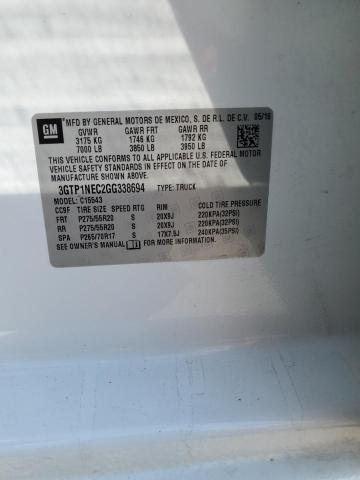 GM
MFD BY GENERAL MOTORS DE MEXICO, S. DE R.L. DE C.V. 05/16
GVWR GAWR FRT GAWR RR
3175 KG 1746 KG 1792 KG
7000 LB 3850 LB 3950 LB
THIS VEHICLE CONFORMS TO ALL APPLICABLE U.S. FEDERAL MOTOR
VEHICLE SAFETY STANDARDS IN EFFECT ON THE DATE OF
MANUFACTURE SHOWN ABOVE.
3GTP1NEC2GG338694 TYPE: TRUCK
MODEL: C15543
CC9F TIRE SIZE SPEED RTG RIM COLD TIRE PRESSURE
FRT P275/55R20 S 20X9J 220KPA(32PSI)
RR P275/55R20 S 20X9J 220KPA(32PSI)
SP P265/70R17 S 17X7.5J 240KPA(35PSI)
SEE OWNER'S MANUAL FOR MORE INFORMATION.